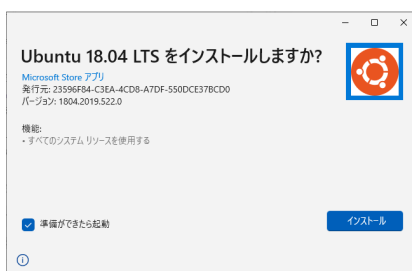 Ubuntu 18.04 LTS をインストールしますか?
Microsoft Store アプリ
発行元: 23596F84-C3EA-4CD8-A7DF-550DCE37BCD0
バージョン: 1804.2019.522.0
機能:
• すべてのシステム リソースを使用する
準備ができたら起動
インストール